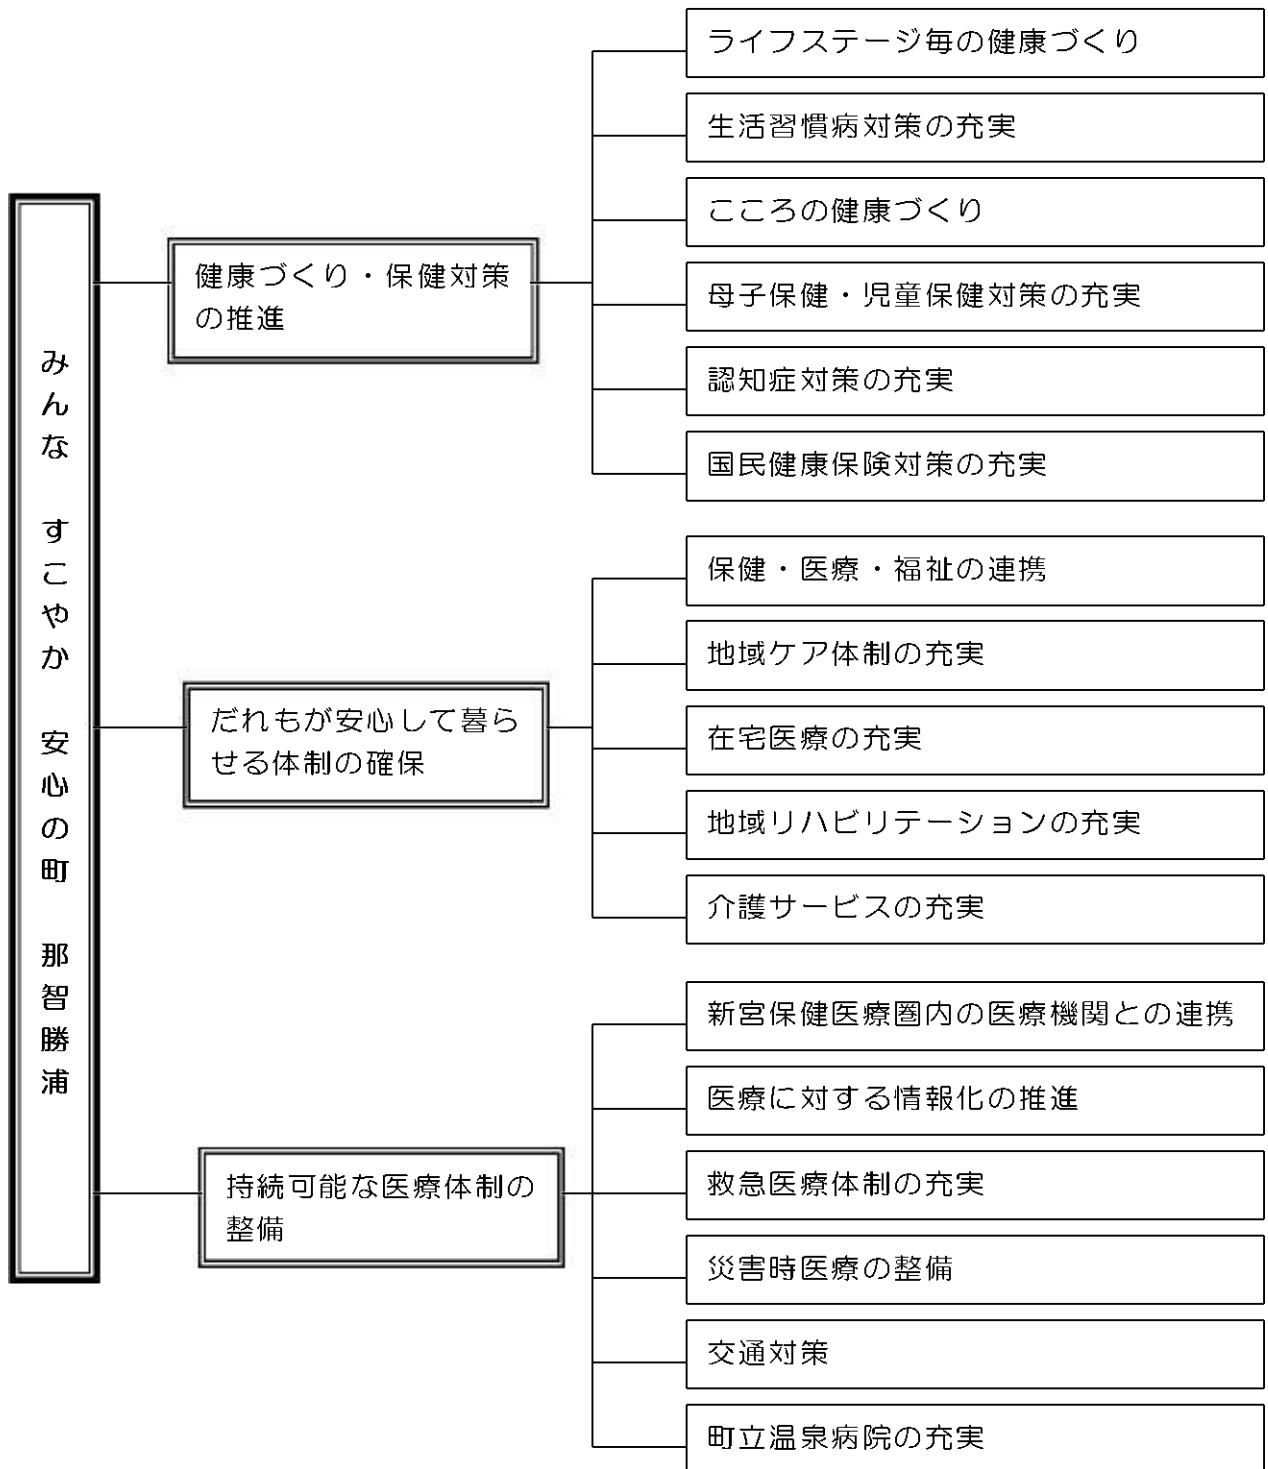 みんな すこやか 安心の町 那智勝浦
健康づくり・保健対策
の推進
ライフステージ毎の健康づくり
生活習慣病対策の充実
こころの健康づくり
母子保健・児童保健対策の充実
認知症対策の充実
国民健康保険対策の充実
だれもが安心して暮ら
せる体制の確保
保健・医療・福祉の連携
地域ケア体制の充実
在宅医療の充実
地域リハビリテーションの充実
介護サービスの充実
持続可能な医療体制の
整備
新宮保健医療圏内の医療機関との連携
医療に対する情報化の推進
救急医療体制の充実
災害時医療の整備
交通対策
町立温泉病院の充実